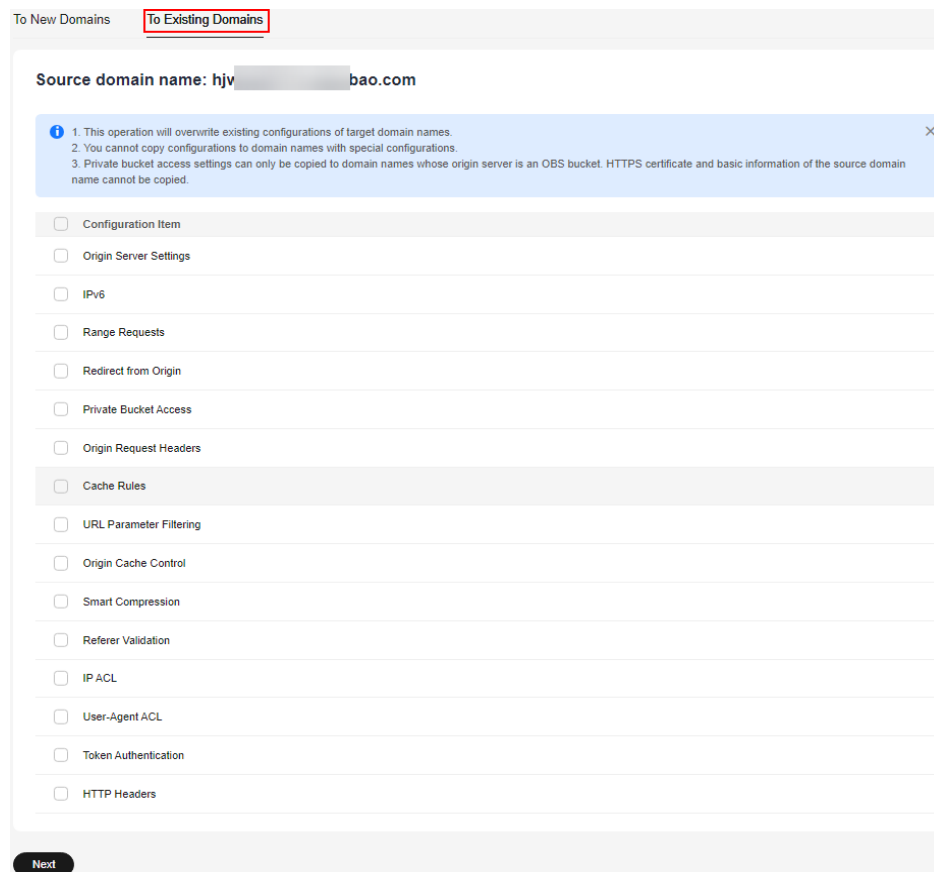 To New Domains To Existing Domains
Source domain name: hjw bao.com
1. This operation will overwrite existing configurations of target domain names.
2. You cannot copy configurations to domain names with special configurations.
3. Private bucket access settings can only be copied to domain names whose origin server is an OBS bucket. HTTPS certificate and basic information of the source domain
name cannot be copied.
Configuration Item
Origin Server Settings
IPv6
Range Requests
Redirect from Origin
Private Bucket Access
Origin Request Headers
Cache Rules
URL Parameter Filtering
Origin Cache Control
Smart Compression
Referer Validation
IP ACL
User-Agent ACL
Token Authentication
HTTP Headers
Next